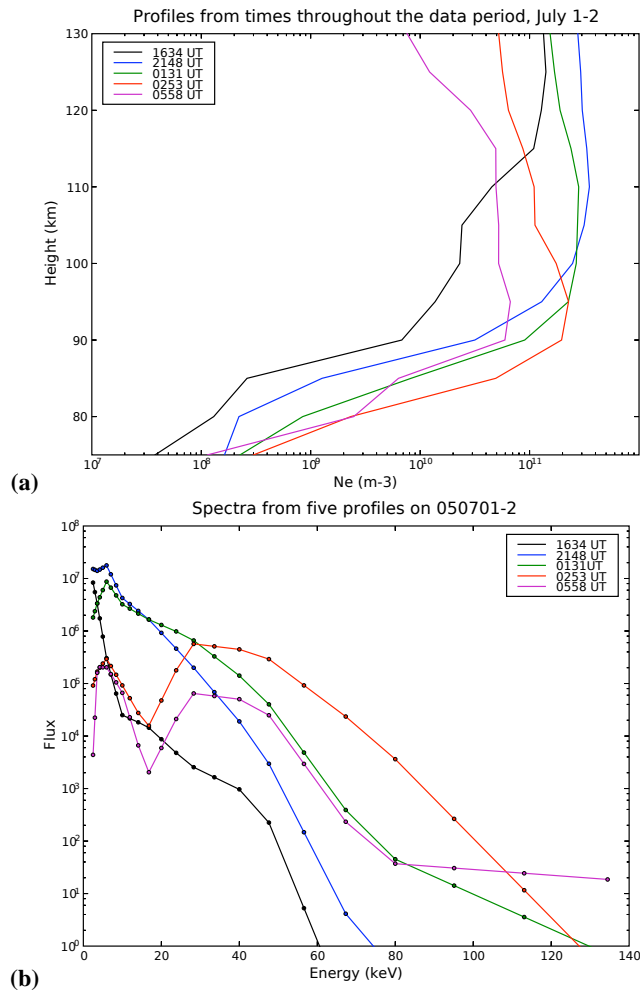 Profiles from times throughout the data period, July 1-2
130
120
110
100
90
80
Height (km)
1634 UT
2148 UT
0131 UT
0253 UT
0558 UT
10^7 10^8 10^9 10^10 10^11
Ne (m-3)
(a)
Spectra from five profiles on 050701-2
10^8
10^7
10^6
10^5
10^4
10^3
10^2
10^1
10^0
Flux
1634 UT
2148 UT
0131UT
0253 UT
0558 UT
0 20 40 60 80 100 120 140
Energy (keV)
(b)